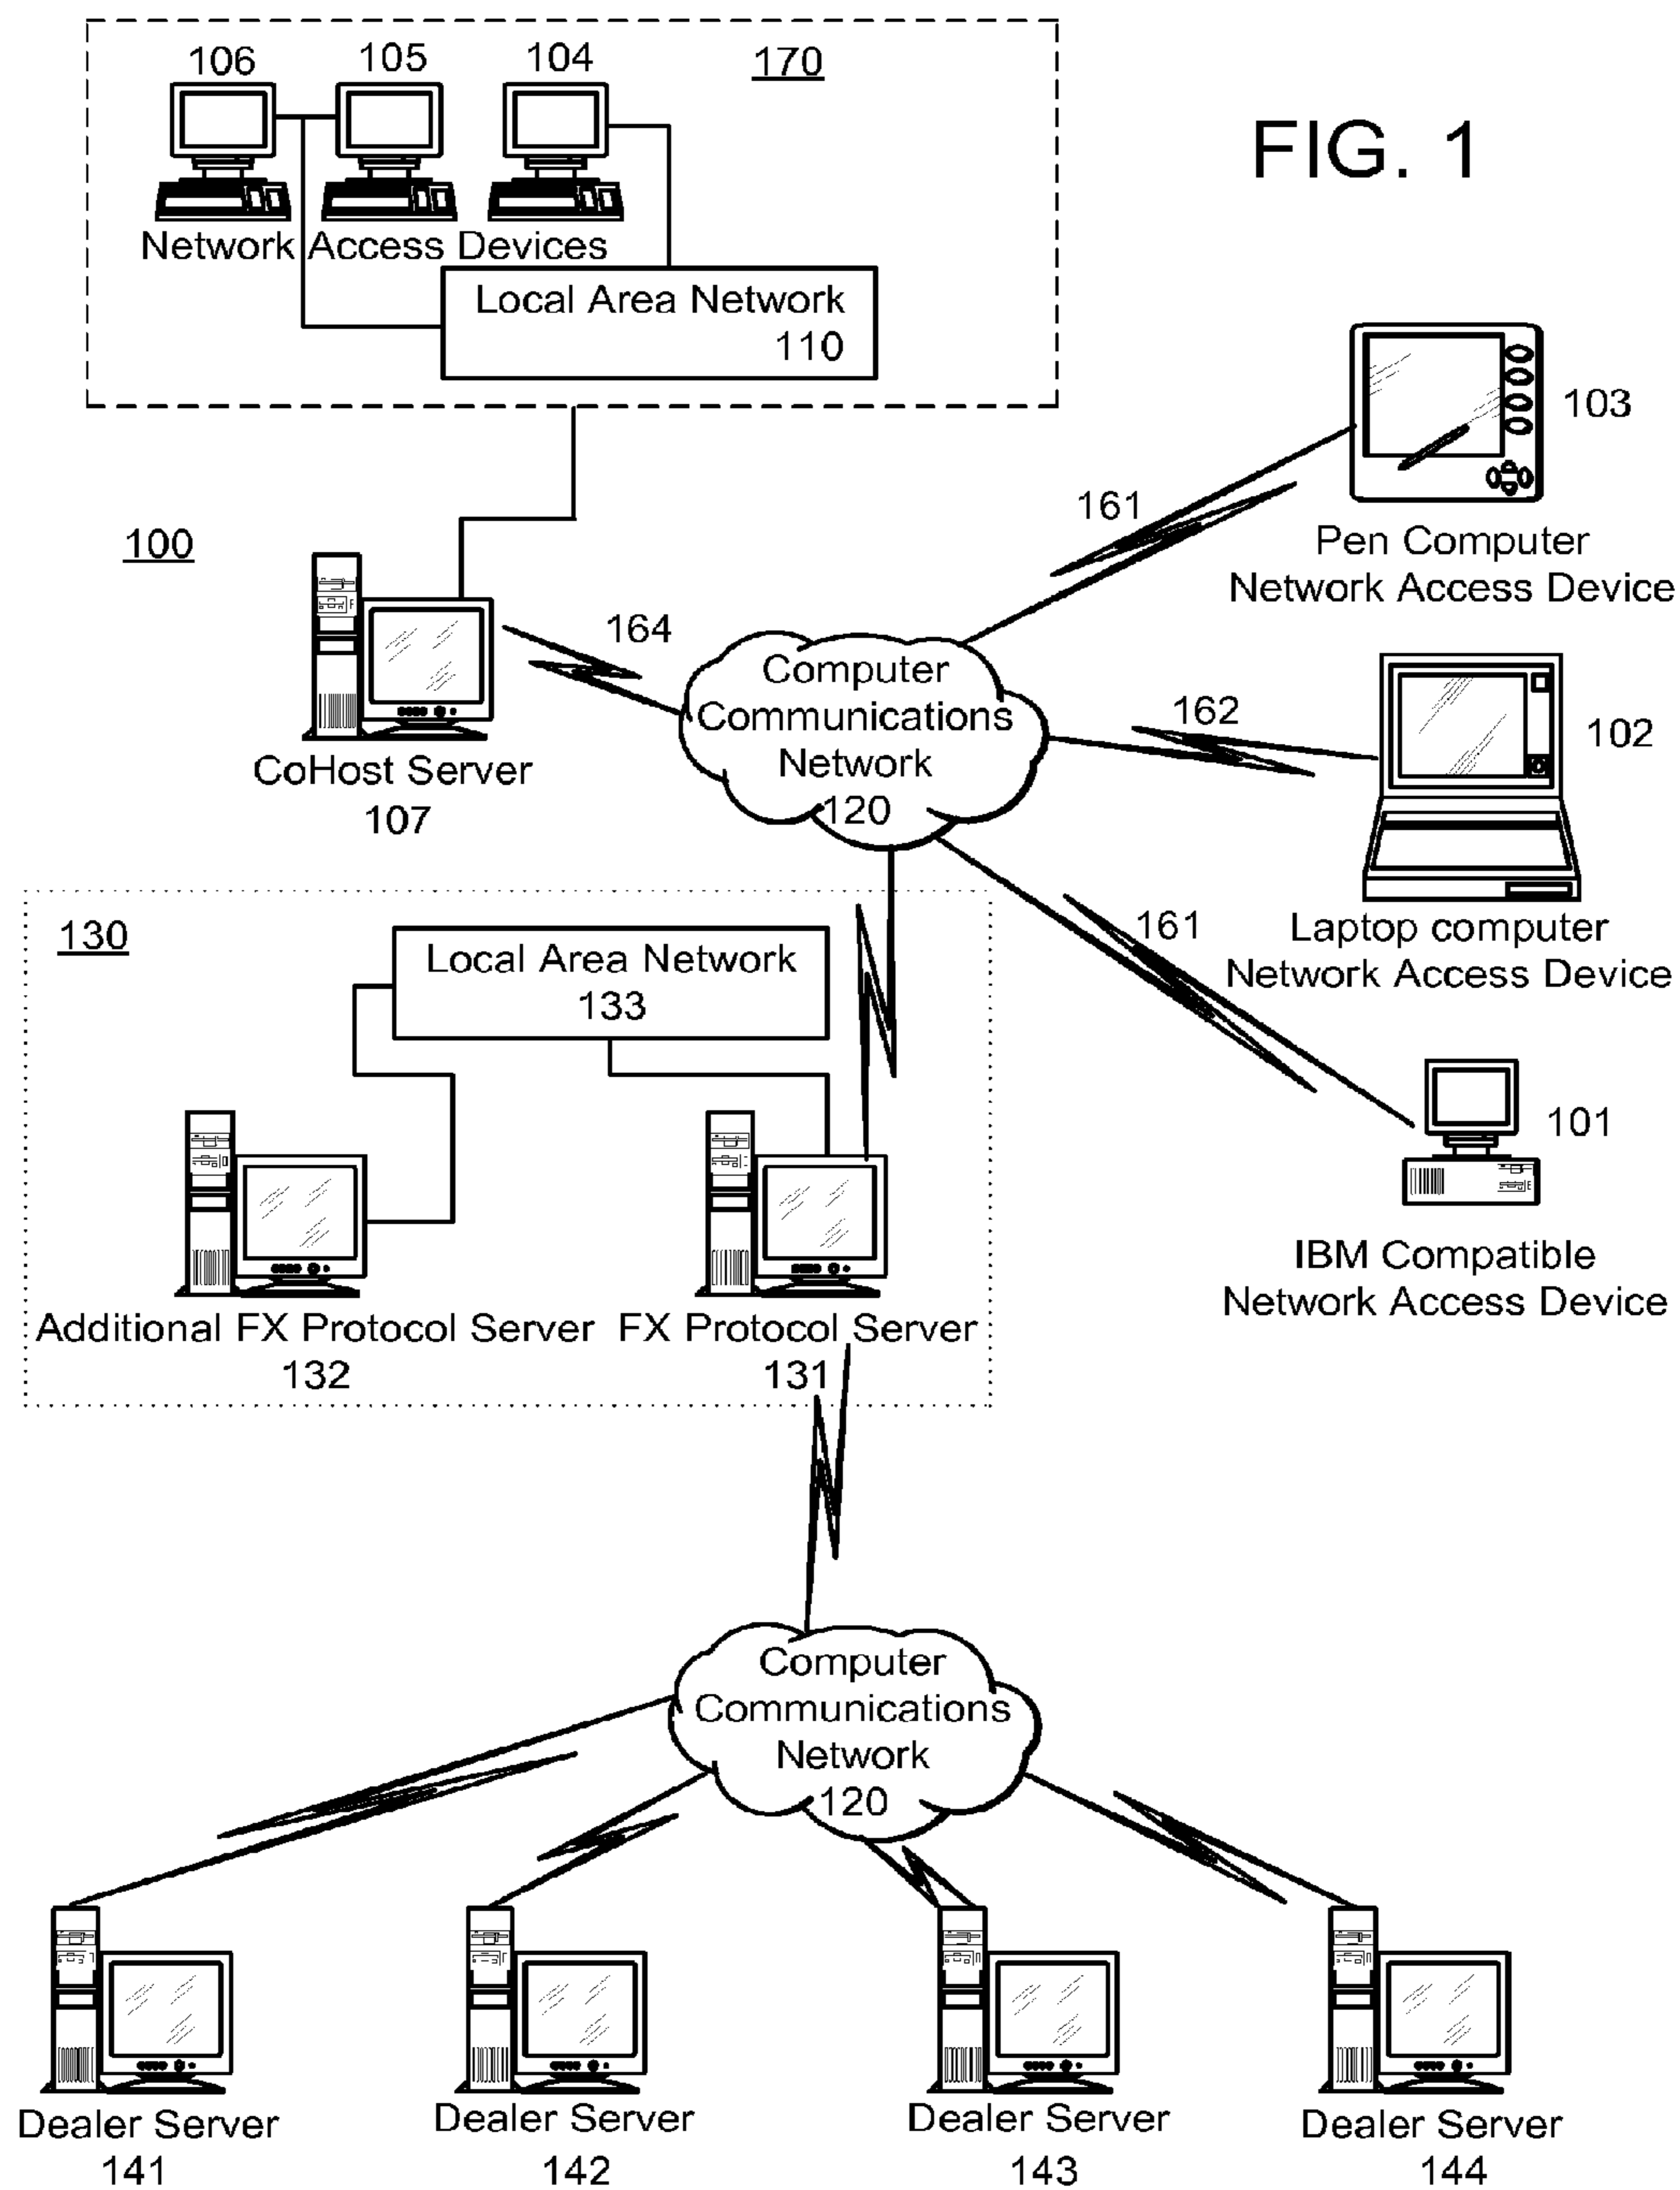 106 105 104 170
FIG. 1
Network Access Devices
Local Area Network
110
103
161
Pen Computer
Network Access Device
100
164
Computer
Communications
Network
120
CoHost Server
107
162
102
Laptop computer
Network Access Device
130
Local Area Network
133
161
101
IBM Compatible
Network Access Device
Additional FX Protocol Server
132
FX Protocol Server
131
Computer
Communications
Network
120
Dealer Server
141
Dealer Server
142
Dealer Server
143
Dealer Server
144